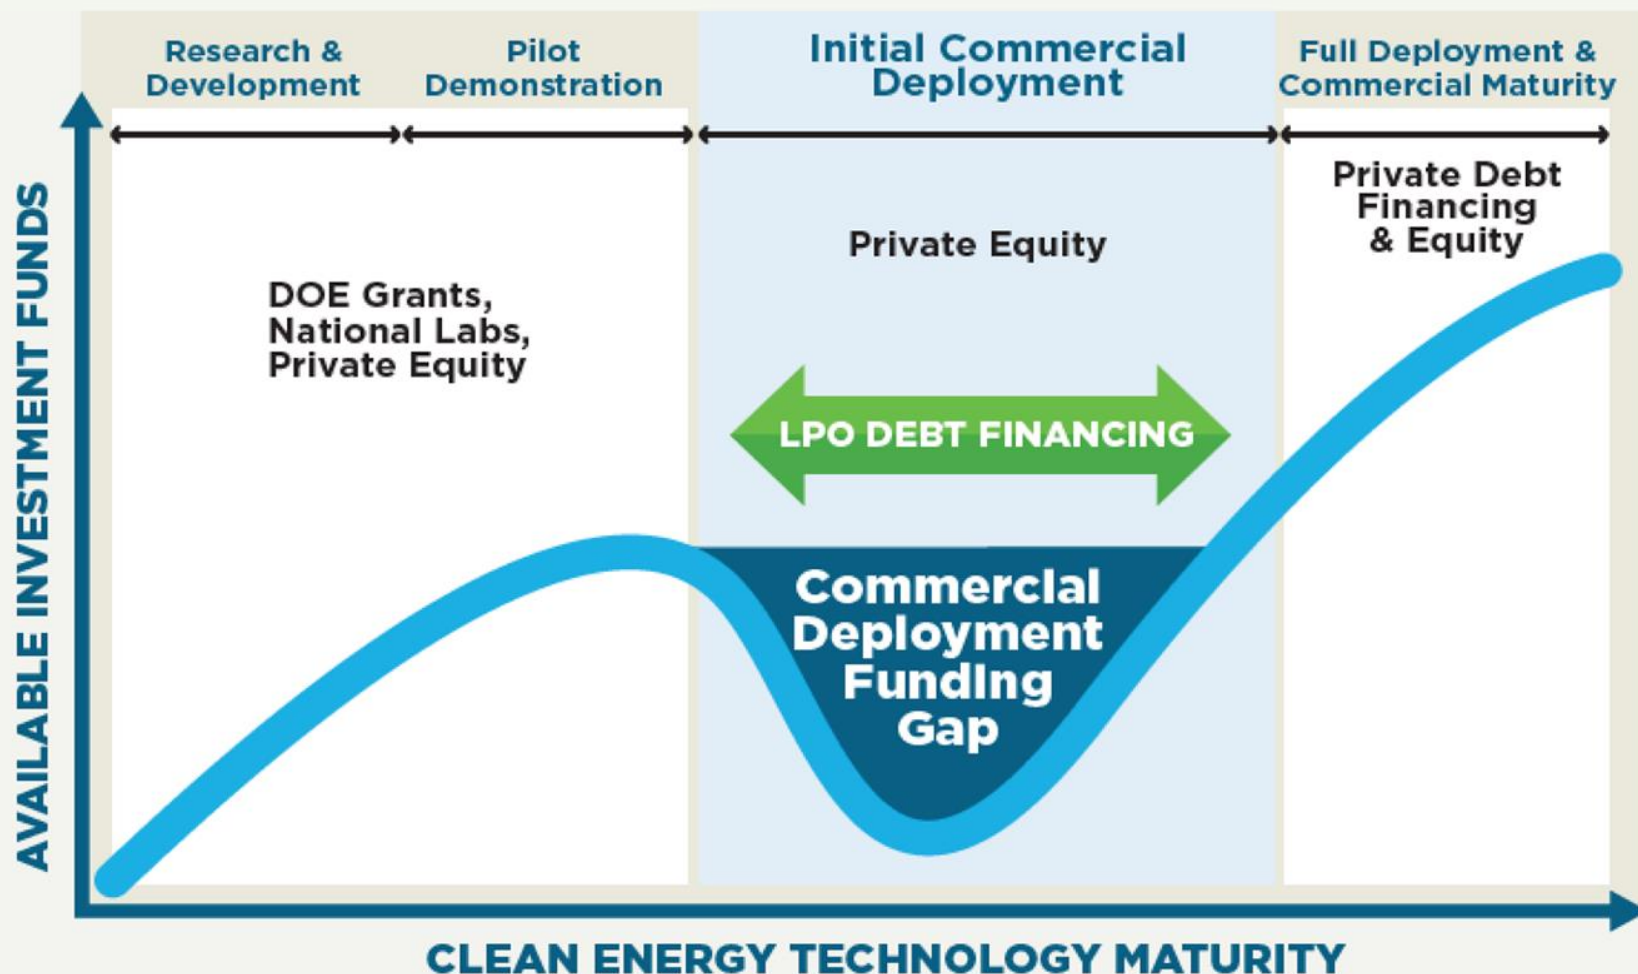 Research &
Development
Pilot
Demonstration
Initial Commercial
Deployment
Full Deployment &
Commercial Maturity
AVAILABLE INVESTMENT FUNDS
DOE Grants,
National Labs,
Private Equity
Private Equity
Private Debt
Financing
& Equity
LPO DEBT FINANCING
Commercial
Deployment
Funding
Gap
CLEAN ENERGY TECHNOLOGY MATURITY